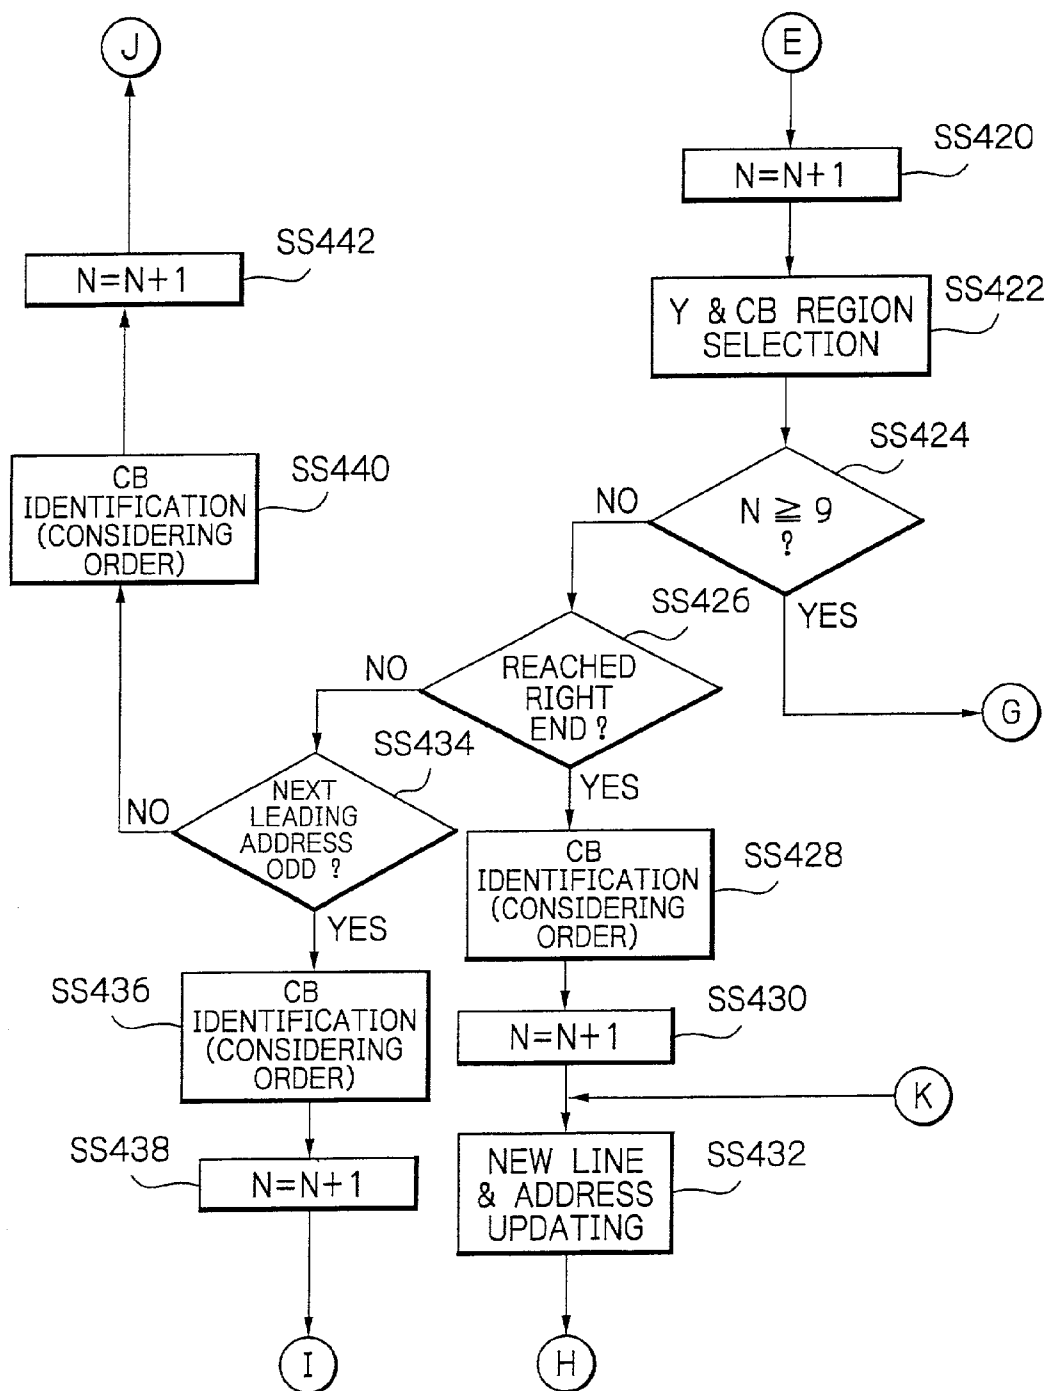 J
E
SS420
N=N+1
SS442
N=N+1
SS422
Y & CB REGION
SELECTION
SS424
N ≧ 9
?
NO
YES
G
SS440
CB
IDENTIFICATION
(CONSIDERING
ORDER)
SS426
REACHED
RIGHT
END?
NO
YES
SS434
NEXT
LEADING
ADDRESS
ODD ?
NO
YES
SS428
CB
IDENTIFICATION
(CONSIDERING
ORDER)
SS436
CB
IDENTIFICATION
(CONSIDERING
ORDER)
SS430
N=N+1
K
SS438
N=N+1
SS432
NEW LINE
& ADDRESS
UPDATING
I
H